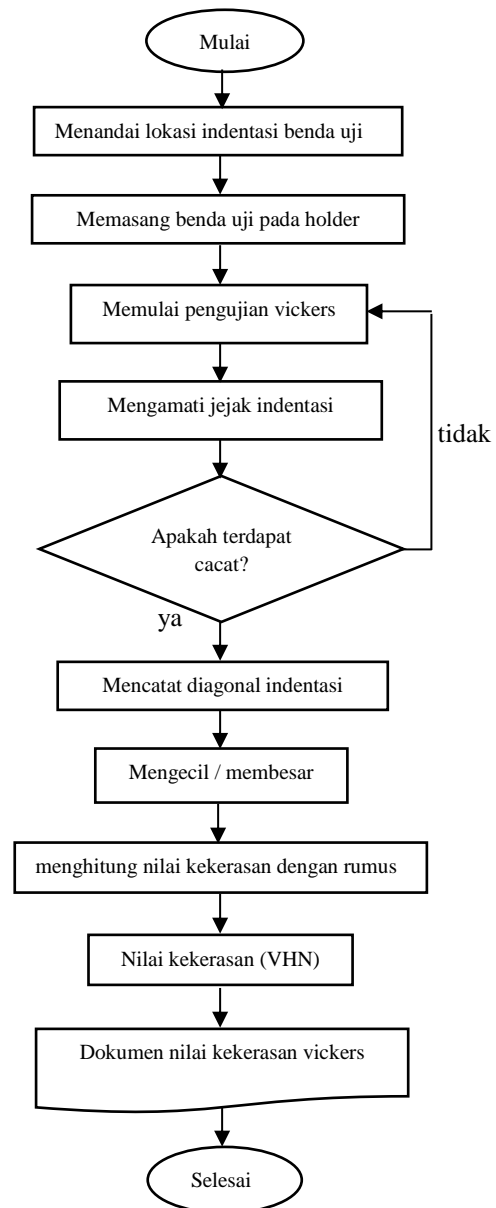 Mulai
Menandai lokasi indentasi benda uji
Memasang benda uji pada holder
Memulai pengujian vickers
Mengamati jejak indentasi
tidak
Apakah terdapat
cacat?
ya
Mencatat diagonal indentasi
Mengecil / membesar
menghitung nilai kekerasan dengan rumus
Nilai kekerasan (VHN)
Dokumen nilai kekerasan vickers
Selesai